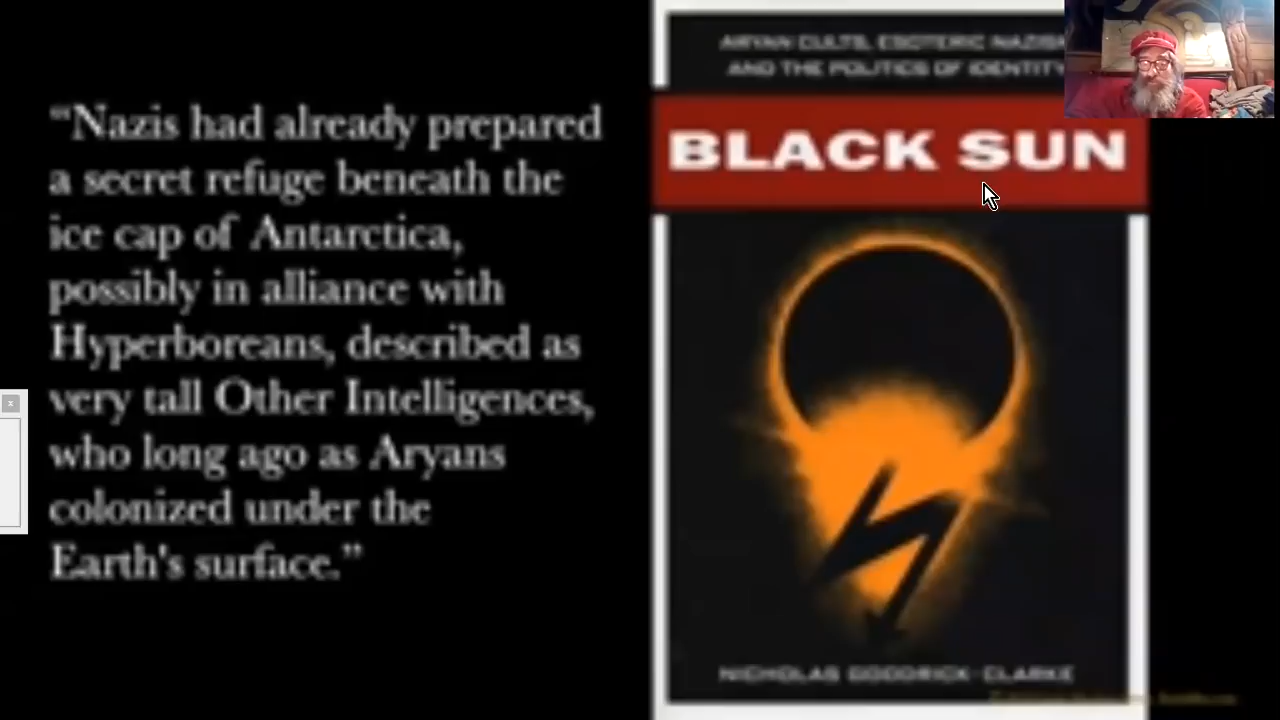 “Nazis had already prepared
a secret refuge beneath the
ice cap of Antarctica,
possibly in alliance with
Hyperboreans, described as
very tall Other Intelligences,
who long ago as Aryans
colonized under the
Earth's surface.”
ARYAN CULTS, ESOTERIC NAZISM
AND THE POLITICS OF IDENTITY
BLACK SUN
NICHOLAS GOODRICK-CLARKE